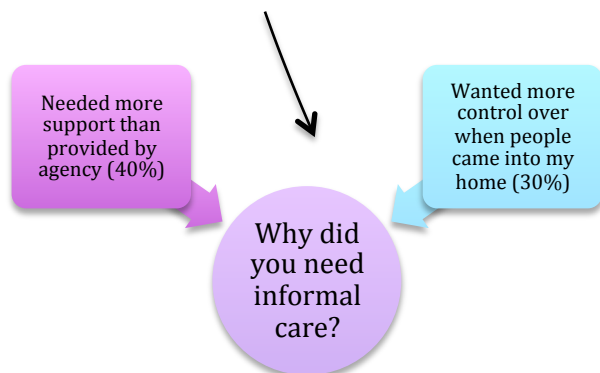 Needed more
support than
provided by
agency (40%)
Wanted more
control over
when people
came into my
home (30%)
Why did
you need
informal
care?